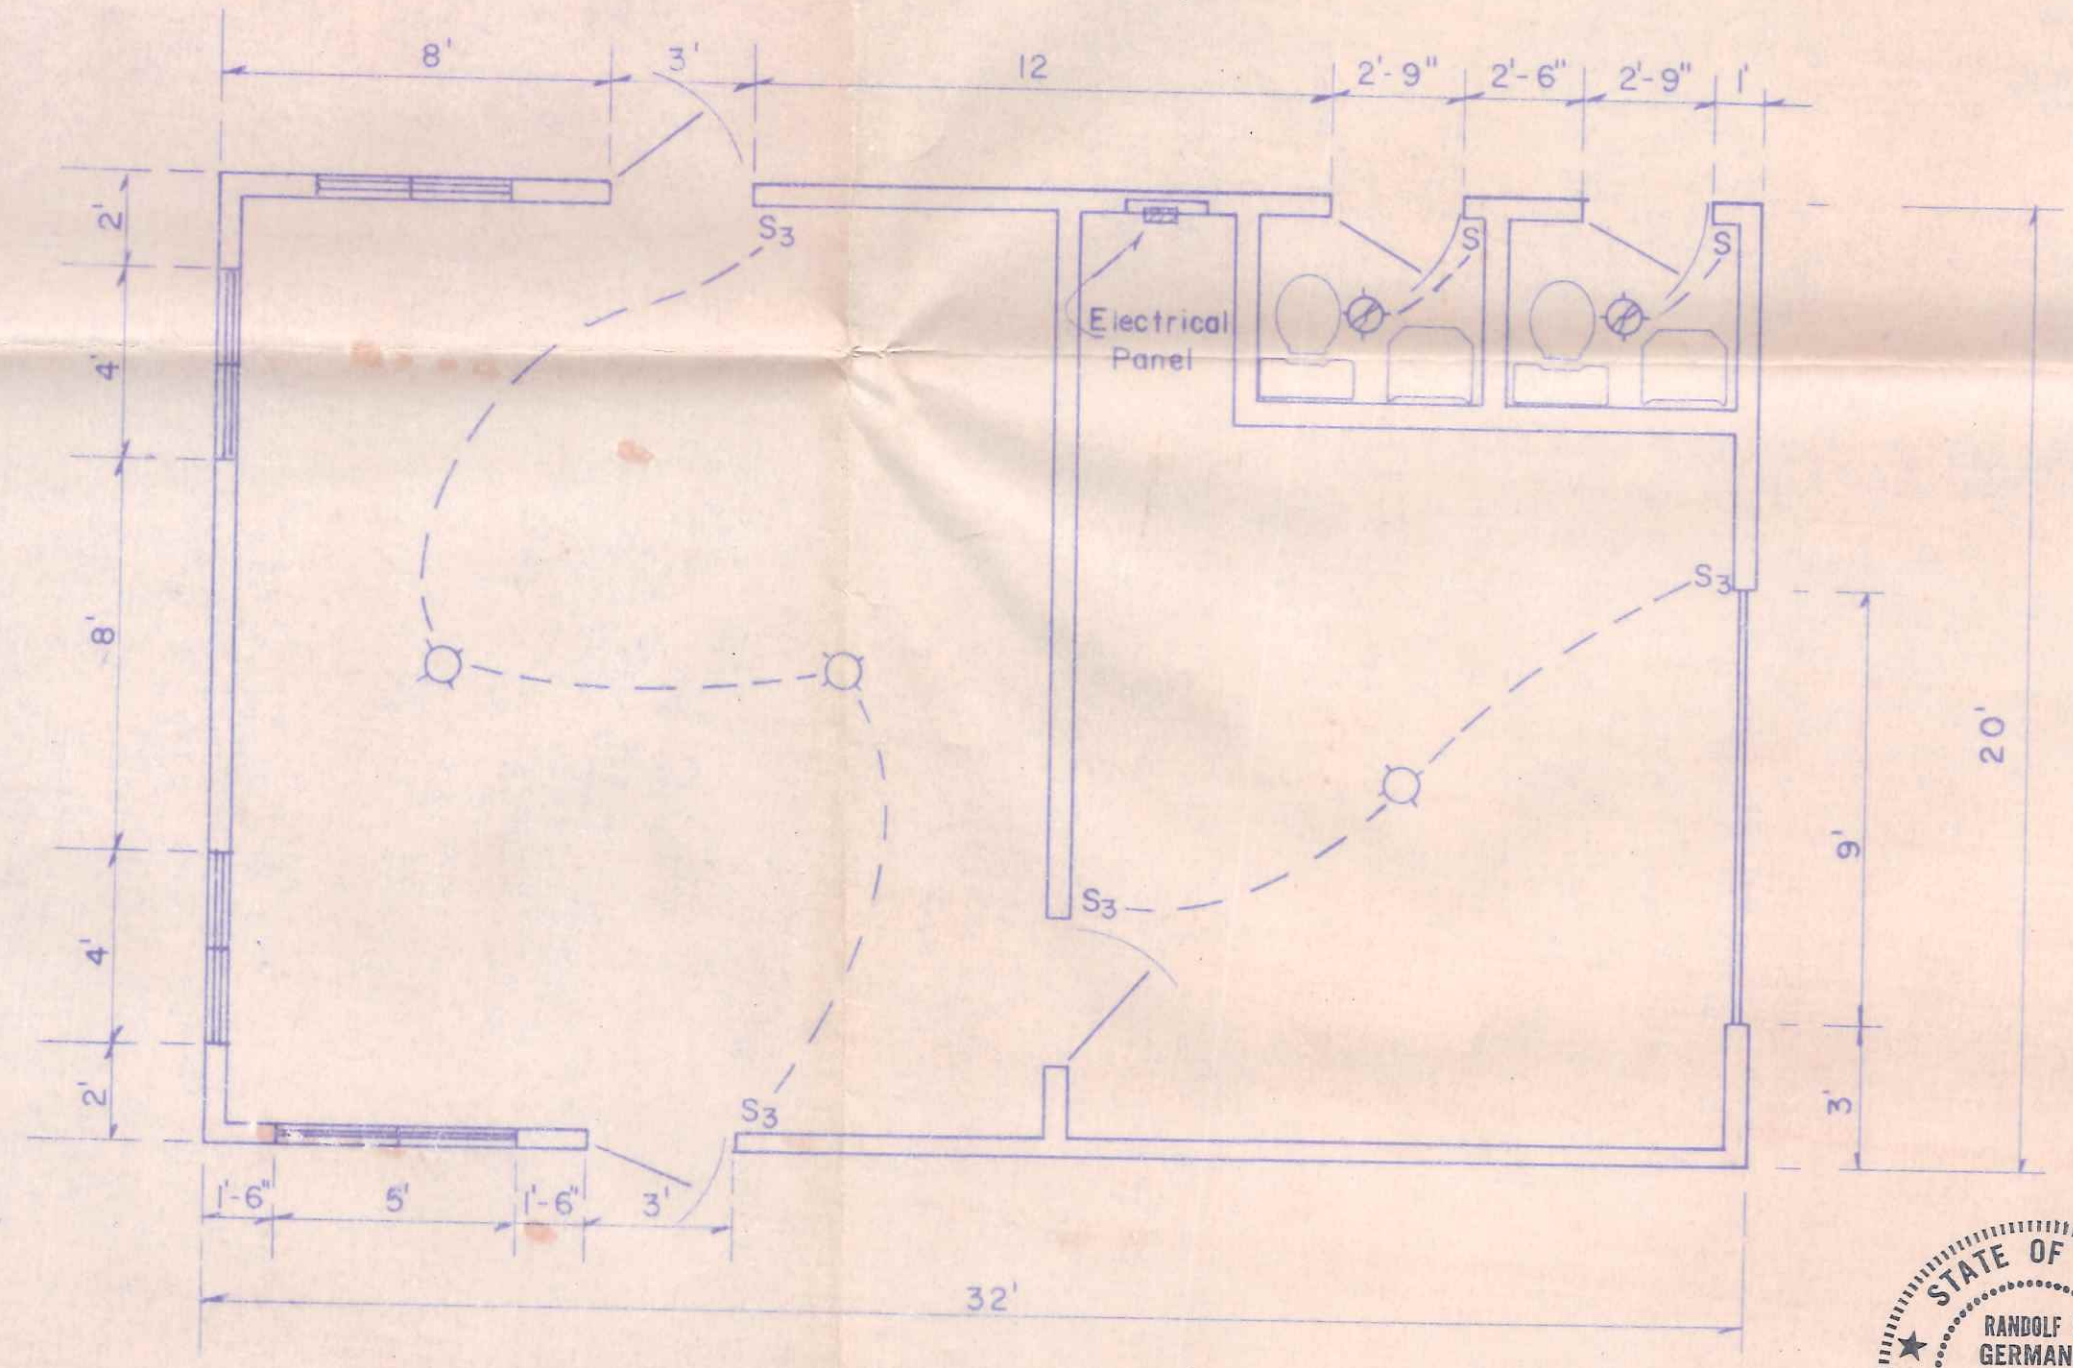 8' 3' 12 2'-9" 2'-6" 2'-9" 1'
2'
S3
S
S
Electrical
Panel
4'
S3
8'
20'
9'
S3
4'
2'
S3
3'
1'-6" 5' 1'-6" 3'
32'
STATE OF
RANDOLF
GERMAN